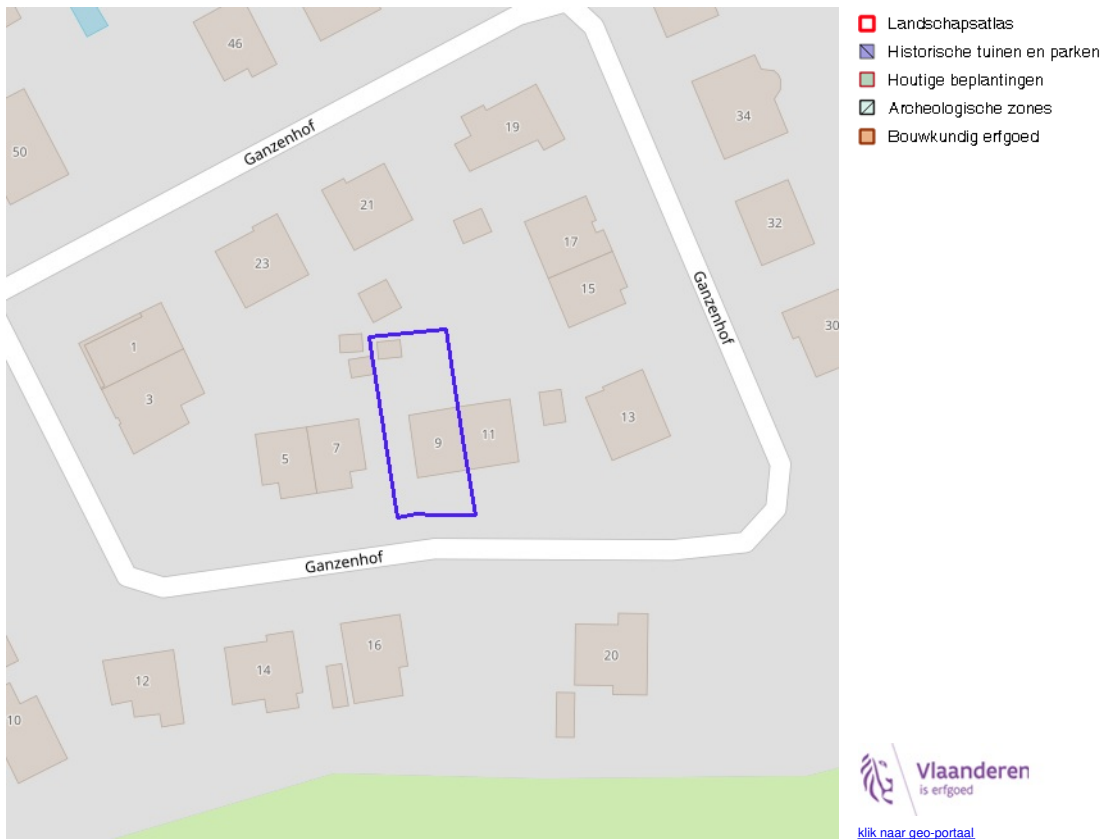 Landschapsatlas
Historische tuinen en parken
Houtige beplantingen
Archeologische zones
Bouwkundig erfgoed
46
50
Ganzenhof
19
34
21
32
23
17
15
Ganzenhof
30
1
3
13
9
11
5
7
Ganzenhof
16
20
14
12
10
Vlaanderen
is erfgoed
klik naar geo-portaal